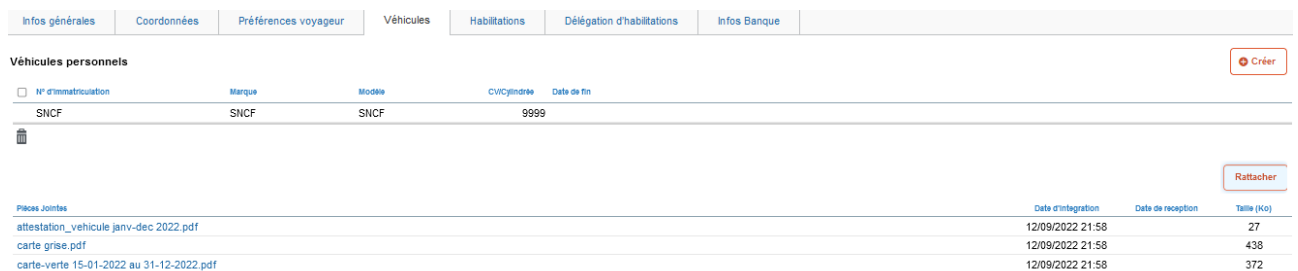 Infos générales Coordonnées Préférences voyageur Véhicules Habilitations Délégation d'habilitations Infos Banque
Véhicules personnels
Créer
N° d'immatriculation Marque Modèle CV/Cylindrée Date de fin
SNCF SNCF SNCF 9999
Rattacher
Pièces Jointes Date d'intégration Date de reception Taille (Ko)
attestation_vehicule janv-dec 2022.pdf 12/09/2022 21:58 27
carte grise.pdf 12/09/2022 21:58 438
carte-verte 15-01-2022 au 31-12-2022.pdf 12/09/2022 21:58 372